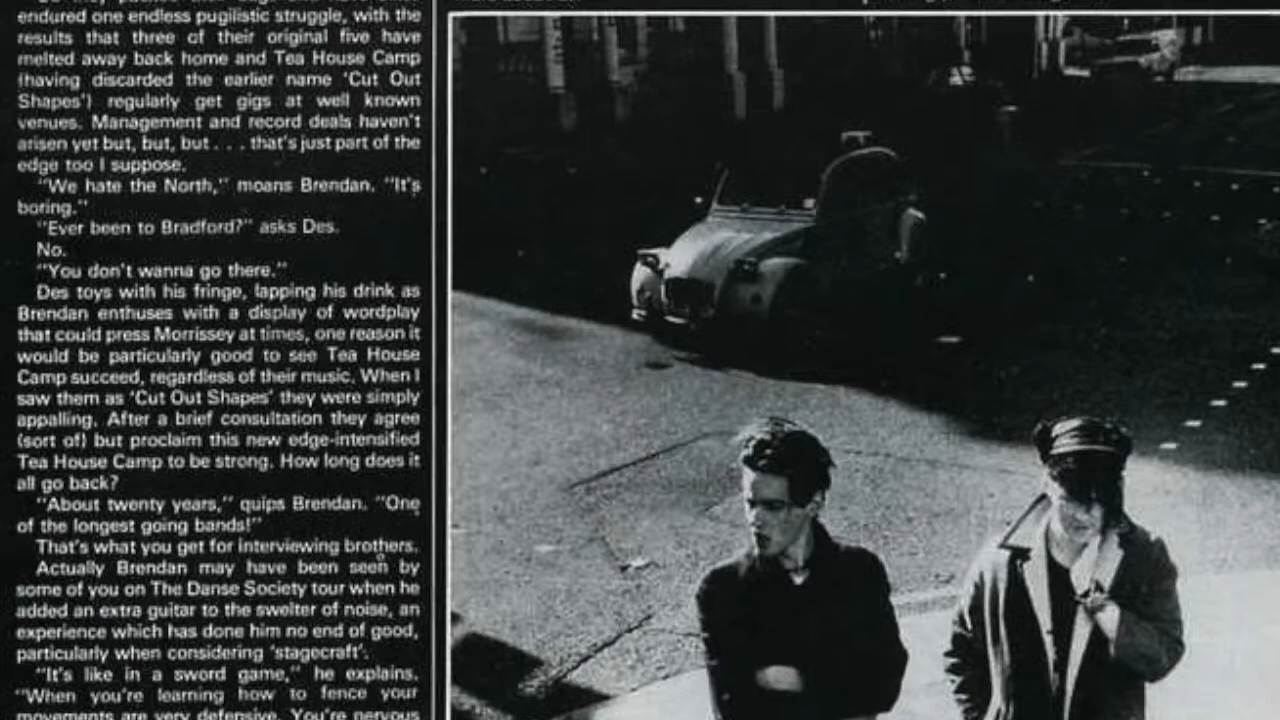 endured one endless pugilistic struggle, with the
results that three of their original five have
melted away back home and Tea House Camp
(having discarded the earlier name 'Cut Out
Shapes') regularly get gigs at well known
venues. Management and record deals haven't
arisen yet but, but, but . . . that's just part of the
edge too I suppose.
"We hate the North," moans Brendan. "It's
boring."
"Ever been to Bradford?" asks Des.
No.
"You don't wanna go there."
Des toys with his fringe, lapping his drink as
Brendan enthuses with a display of wordplay
that could press Morrissey at times, one reason it
would be particularly good to see Tea House
Camp succeed, regardless of their music. When I
saw them as 'Cut Out Shapes' they were simply
appalling. After a brief consultation they agree
(sort of) but proclaim this new edge-intensified
Tea House Camp to be strong. How long does it
all go back?
"About twenty years," quips Brendan. "One
of the longest going bands!"
That's what you get for interviewing brothers.
Actually Brendan may have been seen by
some of you on The Danse Society tour when he
added an extra guitar to the swelter of noise, an
experience which has done him no end of good,
particularly when considering 'stagecraft'.
"It's like in a sword game," he explains.
"When you're learning how to fence your
movements are very defensive. You're nervous